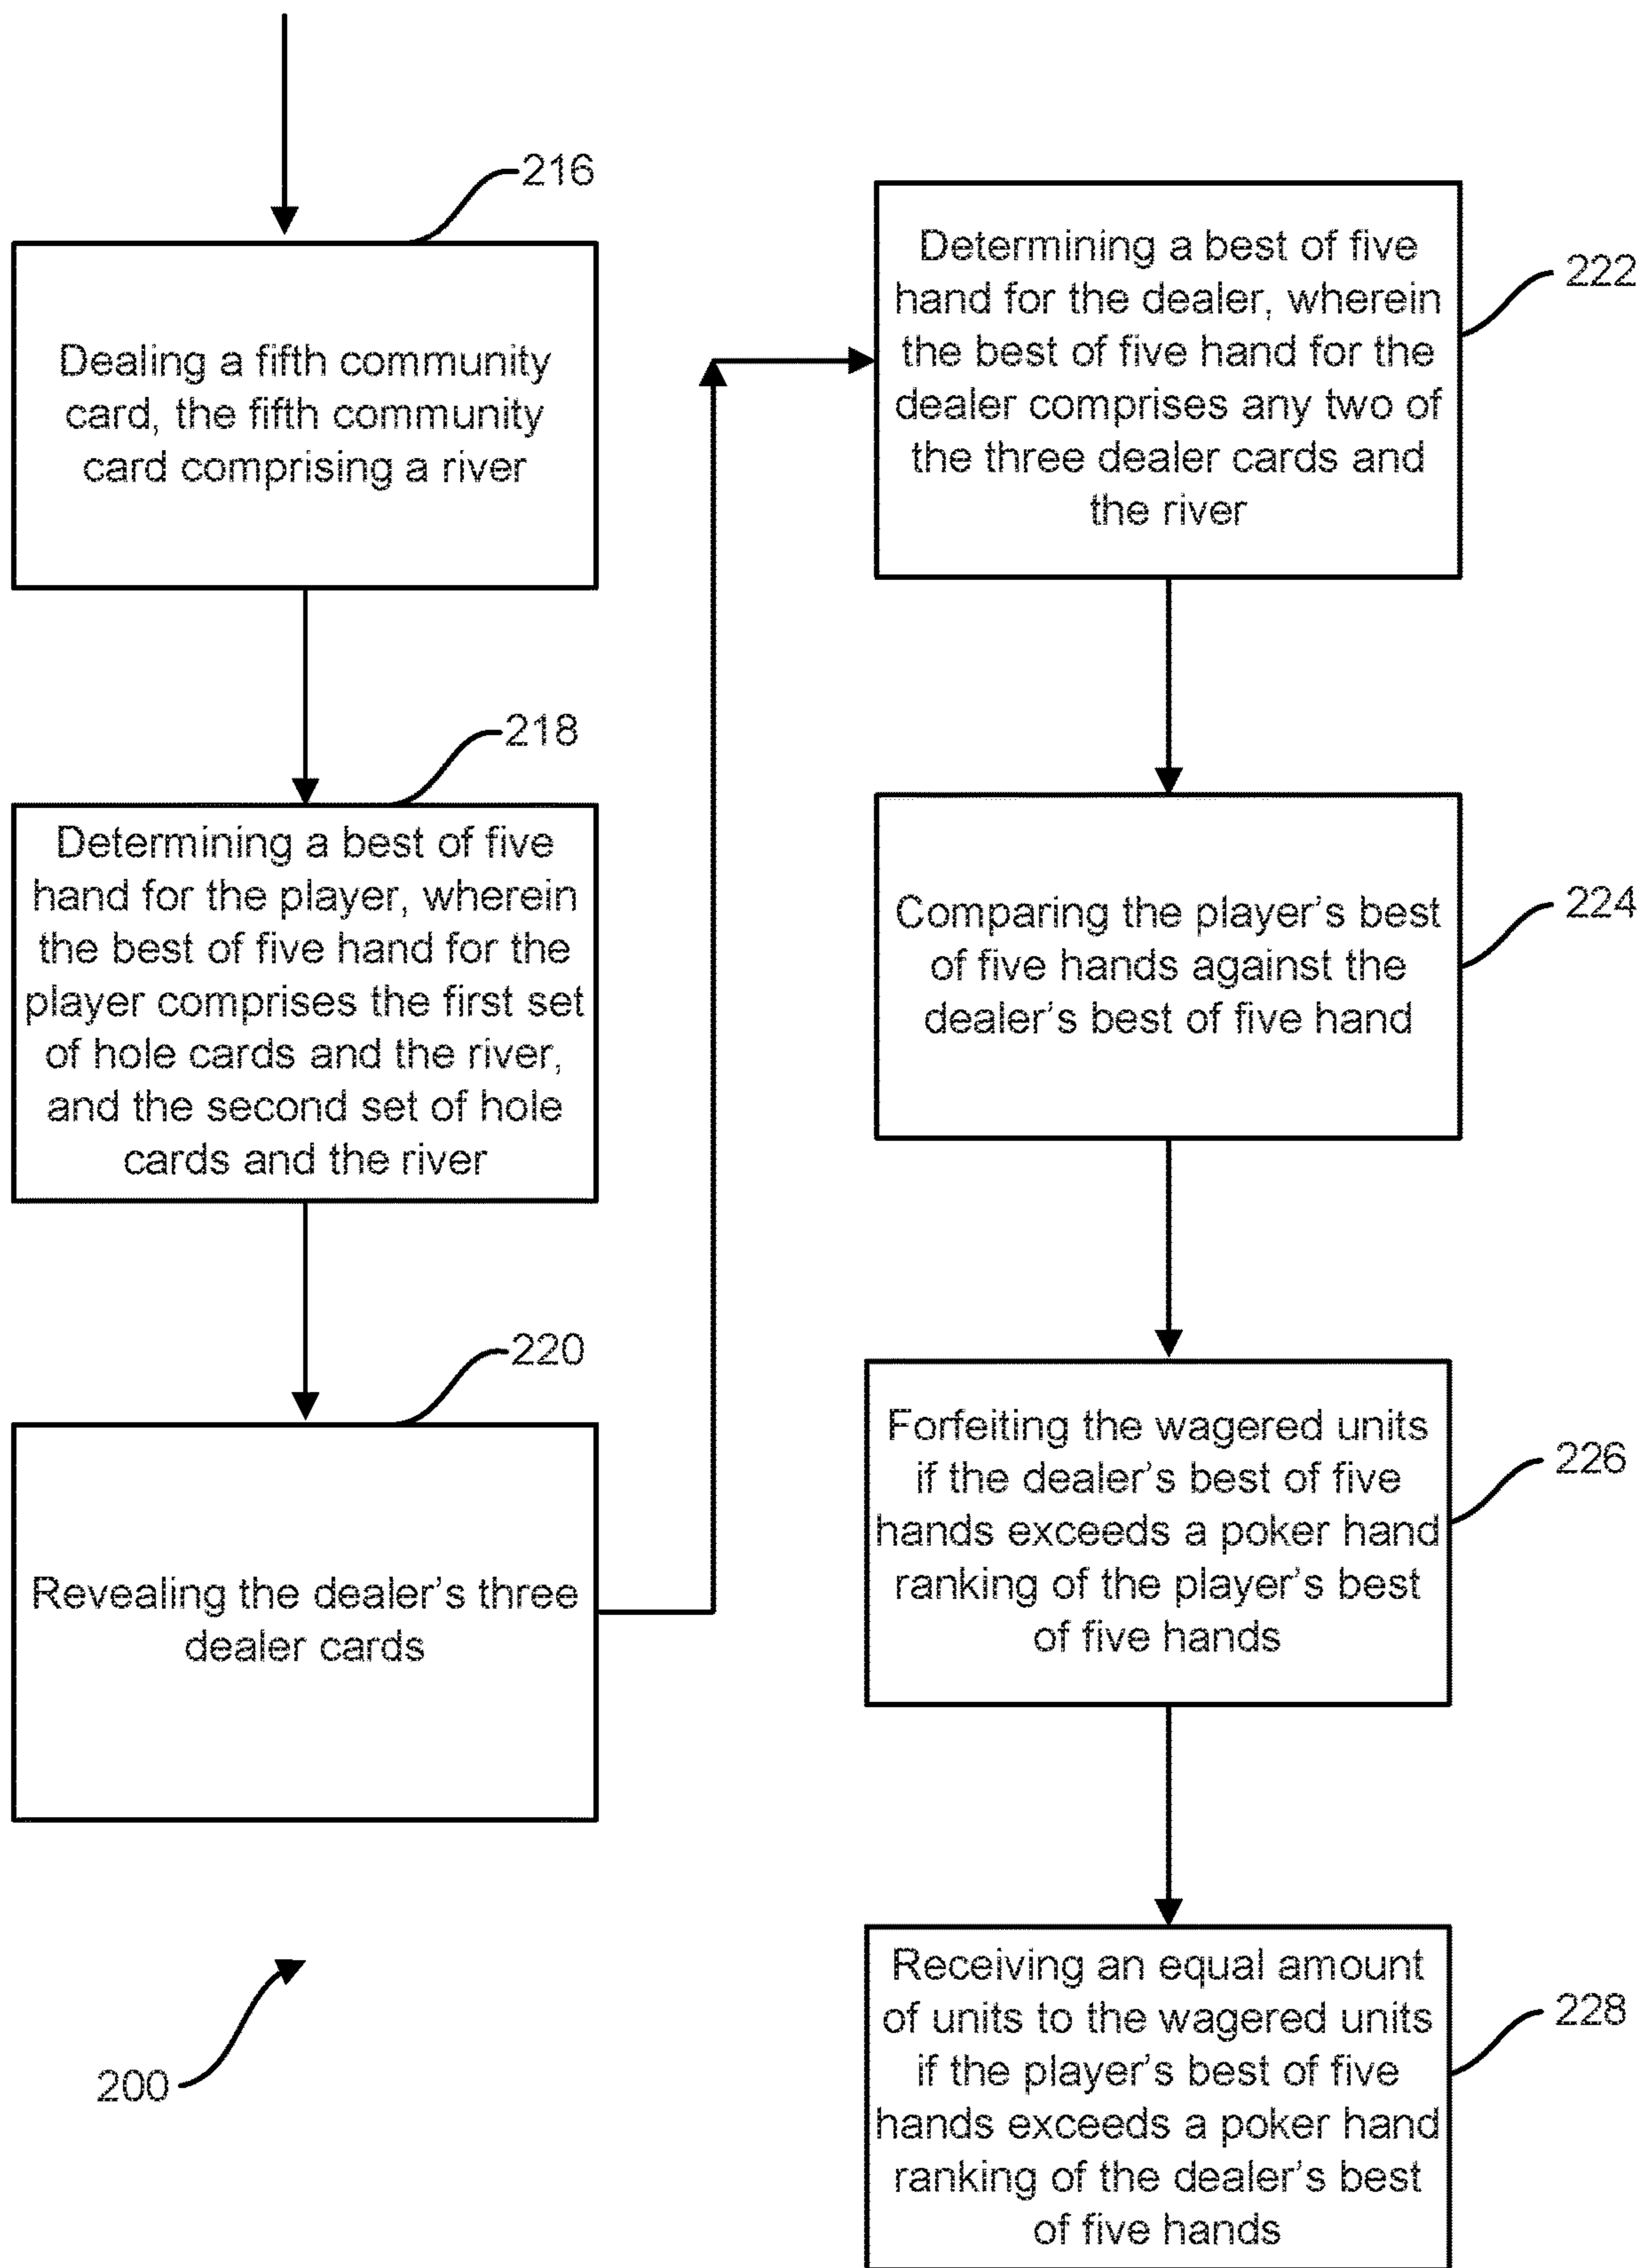 216
Dealing a fifth community
card, the fifth community
card comprising a river
218
Determining a best of five
hand for the player, wherein
the best of five hand for the
player comprises the first set
of hole cards and the river,
and the second set of hole
cards and the river
220
Revealing the dealer's three
dealer cards
200
222
Determining a best of five
hand for the dealer, wherein
the best of five hand for the
dealer comprises any two of
the three dealer cards and
the river
224
Comparing the player's best
of five hands against the
dealer's best of five hand
226
Forfeiting the wagered units
if the dealer's best of five
hands exceeds a poker hand
ranking of the player's best
of five hands
228
Receiving an equal amount
of units to the wagered units
if the player's best of five
hands exceeds a poker hand
ranking of the dealer's best
of five hands